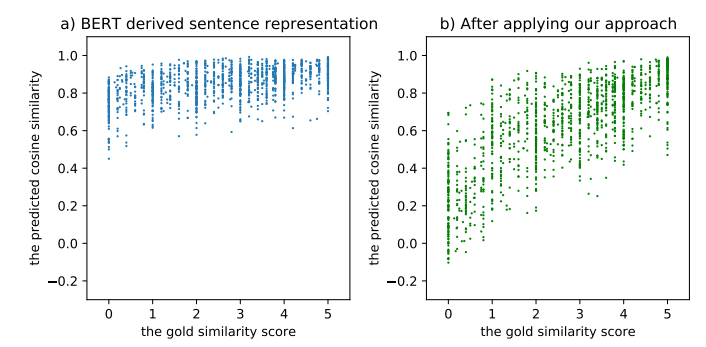 a) BERT derived sentence representation
the predicted cosine similarity
1.0
0.8
0.6
0.4
0.2
0.0
−0.2
0 1 2 3 4 5
the gold similarity score
b) After applying our approach
the predicted cosine similarity
1.0
0.8
0.6
0.4
0.2
0.0
−0.2
0 1 2 3 4 5
the gold similarity score